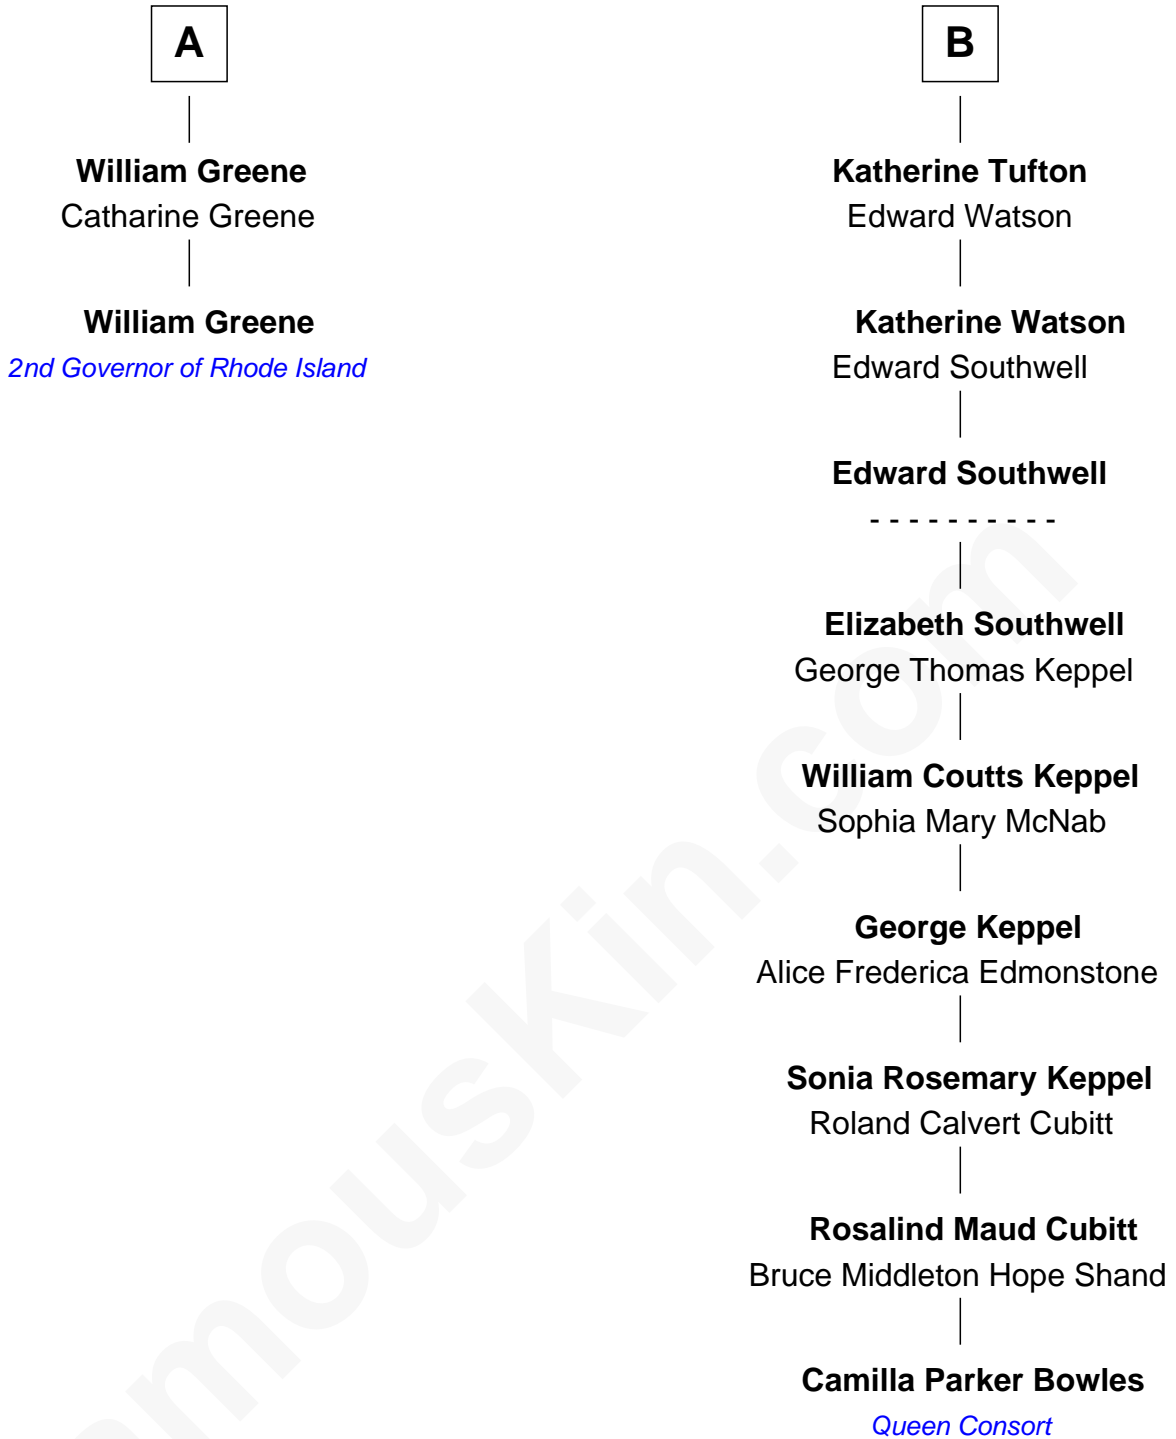 A
William Greene
Catharine Greene
William Greene
2nd Governor of Rhode Island
B
Katherine Tufton
Edward Watson
Katherine Watson
Edward Southwell
Edward Southwell
- - - - - - - - - -
Elizabeth Southwell
George Thomas Keppel
William Coutts Keppel
Sophia Mary McNab
George Keppel
Alice Frederica Edmonstone
Sonia Rosemary Keppel
Roland Calvert Cubitt
Rosalind Maud Cubitt
Bruce Middleton Hope Shand
Camilla Parker Bowles
Queen Consort
amouskin.com